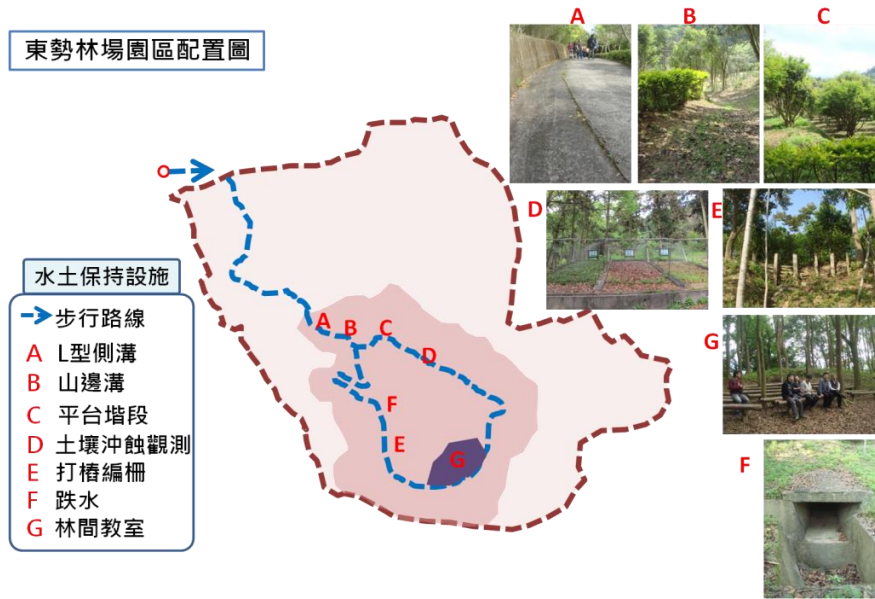 東勢林場園區配置圖
A
B
C
D
E
G
F
水土保持設施
步行路線
A L型側溝
B 山邊溝
C 平台階段
D 土壤沖蝕觀測
E 打樁編柵
F 跌水
G 林間教室
A
B
C
D
F
E
G